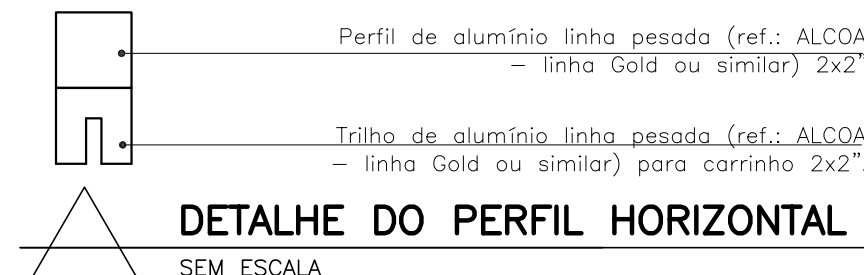 Perfil de alumínio linha pesada (ref.: ALCOA
– linha Gold ou similar) 2x2"
Trilho de alumínio linha pesada (ref.: ALCOA
– linha Gold ou similar) para carrinho 2x2".
DETALHE DO PERFIL HORIZONTAL
SEM ESCALA